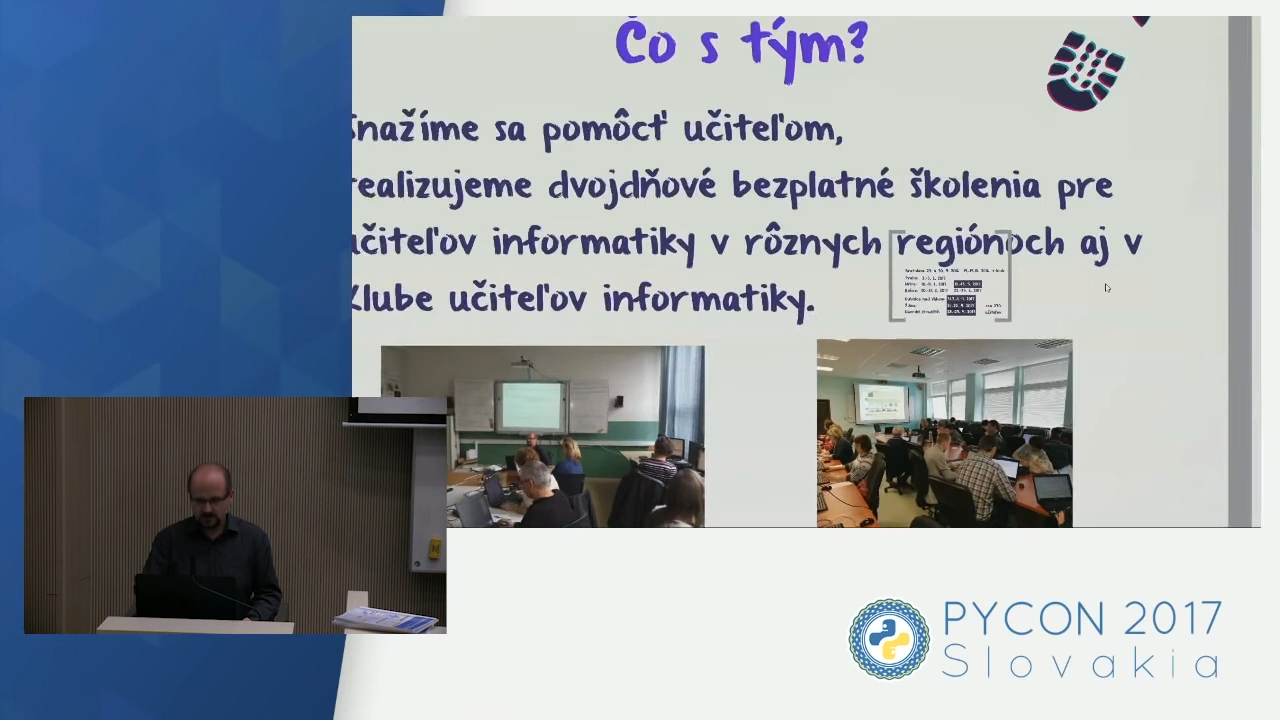 Čo s tým?
Snažíme sa pomôcť učiteľom,
realizujeme dvojdňové bezplatné školenia pre
učiteľov informatiky v rôznych regiónoch aj v
Klube učiteľov informatiky.
PYCON 2017
Slovakia